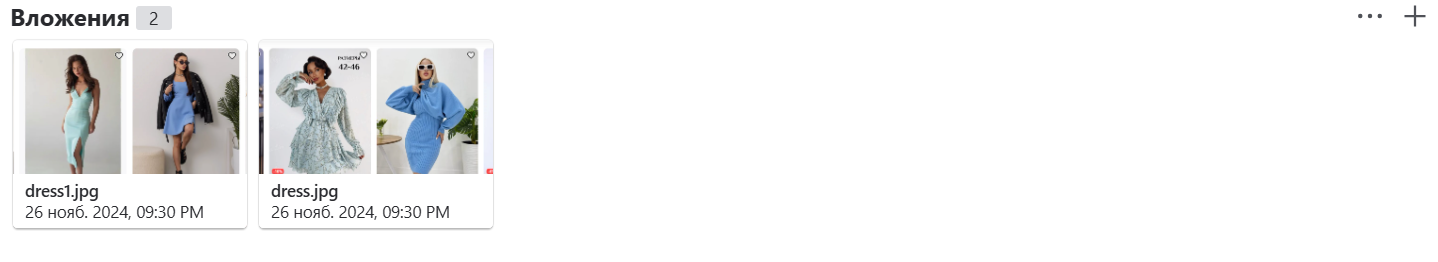 Вложения 2
РАЗМЕРЫ
42-46
dress1.jpg
26 нояб. 2024, 09:30 PM
dress.jpg
26 нояб. 2024, 09:30 PM